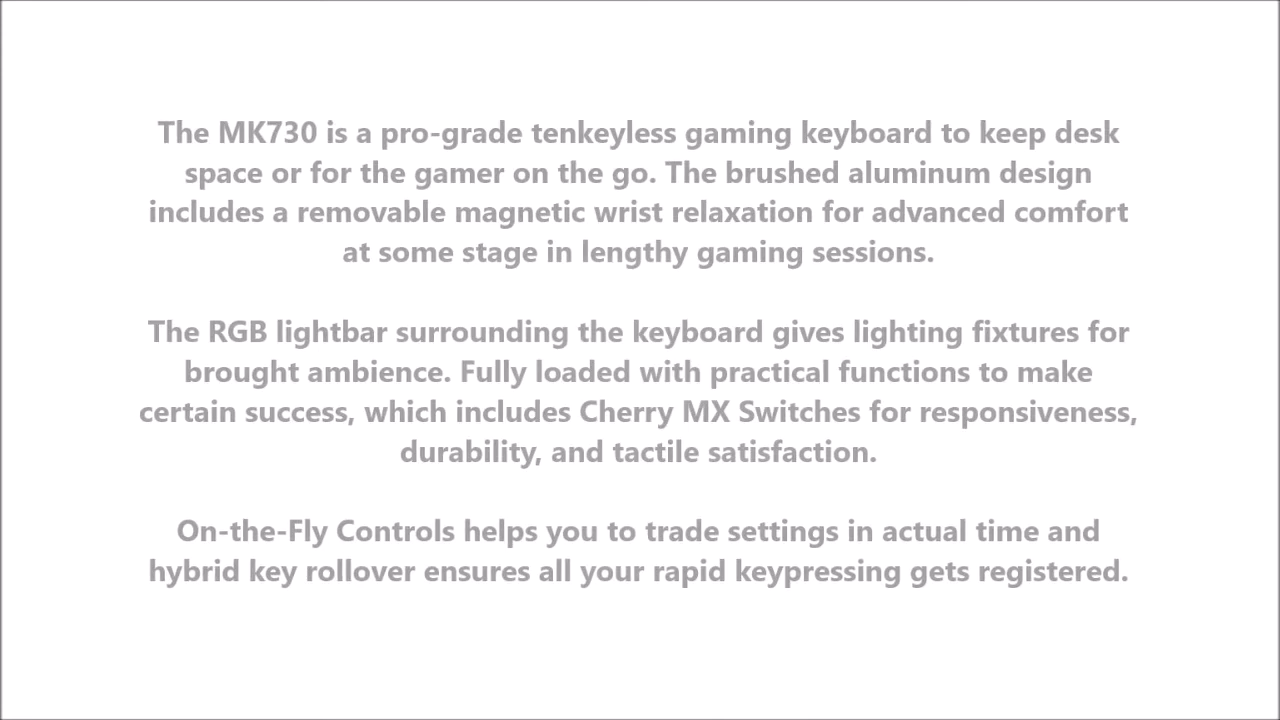 The MK730 is a pro-grade tenkeyless gaming keyboard to keep desk
space or for the gamer on the go. The brushed aluminum design
includes a removable magnetic wrist relaxation for advanced comfort
at some stage in lengthy gaming sessions.
The RGB lightbar surrounding the keyboard gives lighting fixtures for
brought ambience. Fully loaded with practical functions to make
certain success, which includes Cherry MX Switches for responsiveness,
durability, and tactile satisfaction.
On-the-Fly Controls helps you to trade settings in actual time and
hybrid key rollover ensures all your rapid keypressing gets registered.